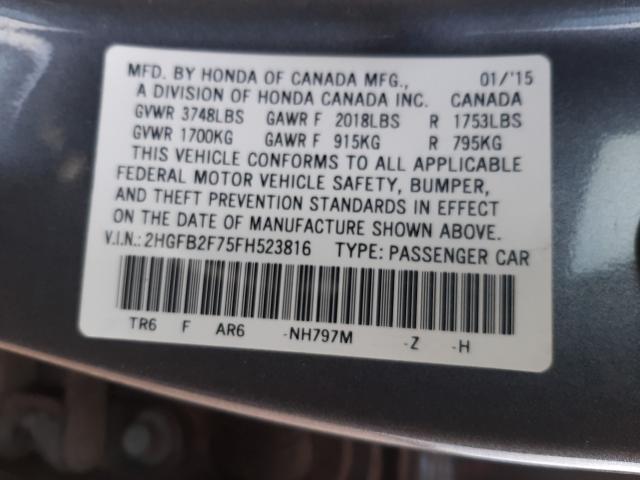 MFD. BY HONDA OF CANADA MFG., 01/'15
A DIVISION OF HONDA CANADA INC. CANADA
GVWR 3748LBS GAWR F 2018LBS R 1753LBS
GVWR 1700KG GAWR F 915KG R 795KG
THIS VEHICLE CONFORMS TO ALL APPLICABLE
FEDERAL MOTOR VEHICLE SAFETY, BUMPER,
AND THEFT PREVENTION STANDARDS IN EFFECT
ON THE DATE OF MANUFACTURE SHOWN ABOVE.
V.I.N.:2HGFB2F75FH523816 TYPE: PASSENGER CAR
TR6 F AR6 -NH797M -Z -H